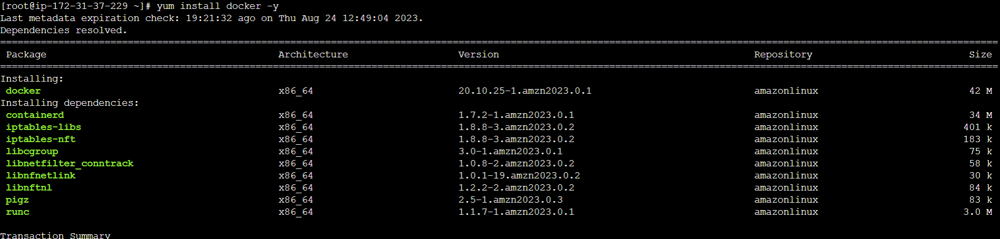 [root@ip-172-31-37-229 ~]# yum install docker -y
Last metadata expiration check: 19:21:32 ago on Thu Aug 24 12:49:04 2023.
Dependencies resolved.
================================================================================
Package Architecture Version Repository Size
================================================================================
Installing:
docker x86_64 20.10.25-1.amzn2023.0.1 amazonlinux 42 M
Installing dependencies:
containerd x86_64 1.7.2-1.amzn2023.0.1 amazonlinux 34 M
iptables-libs x86_64 1.8.8-3.amzn2023.0.2 amazonlinux 401 k
iptables-nft x86_64 1.8.8-3.amzn2023.0.2 amazonlinux 183 k
libcgroup x86_64 3.0-1.amzn2023.0.1 amazonlinux 75 k
libnetfilter_conntrack x86_64 1.0.8-2.amzn2023.0.2 amazonlinux 58 k
libnfnetlink x86_64 1.0.1-19.amzn2023.0.2 amazonlinux 30 k
libnftnl x86_64 1.2.2-2.amzn2023.0.2 amazonlinux 84 k
pigz x86_64 2.5-1.amzn2023.0.3 amazonlinux 83 k
runc x86_64 1.1.7-1.amzn2023.0.1 amazonlinux 3.0 M
Transaction Summary